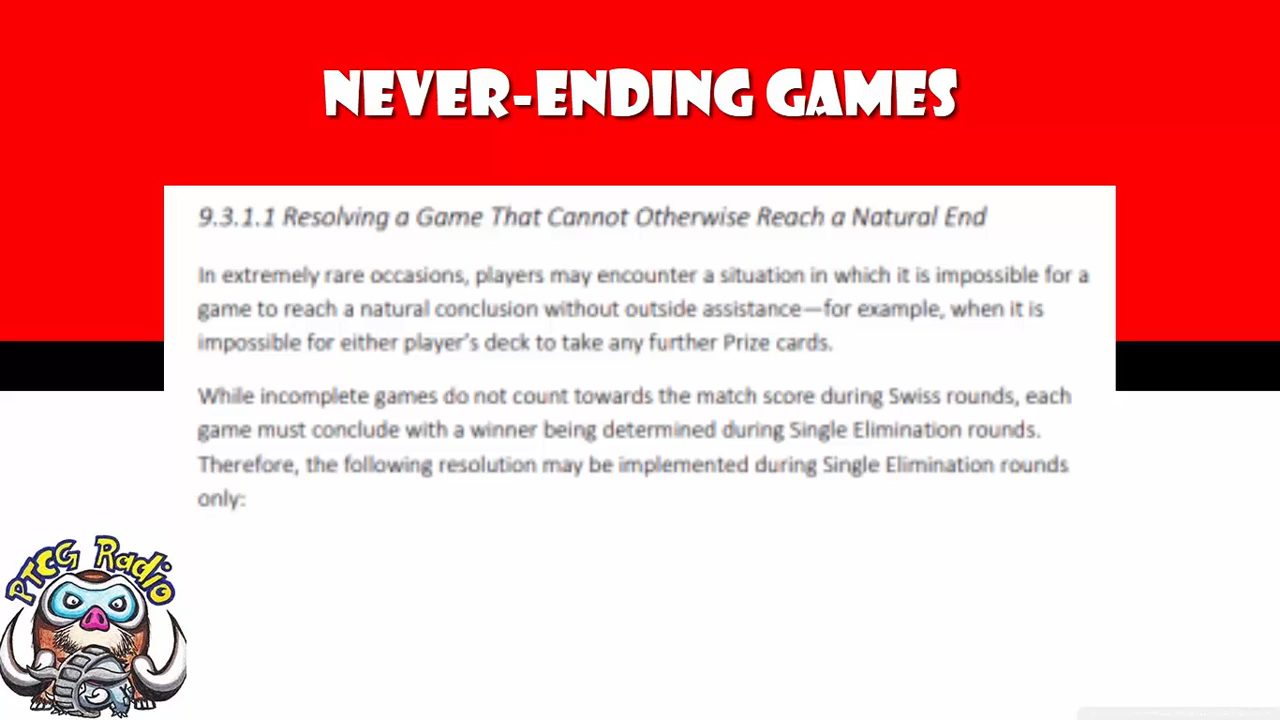 NEVER-ENDING GAMES
9.3.1.1 Resolving a Game That Cannot Otherwise Reach a Natural End
In extremely rare occasions, players may encounter a situation in which it is impossible for a
game to reach a natural conclusion without outside assistance—for example, when it is
impossible for either player's deck to take any further Prize cards.
While incomplete games do not count towards the match score during Swiss rounds, each
game must conclude with a winner being determined during Single Elimination rounds.
Therefore, the following resolution may be implemented during Single Elimination rounds
only:
PTCG Radio